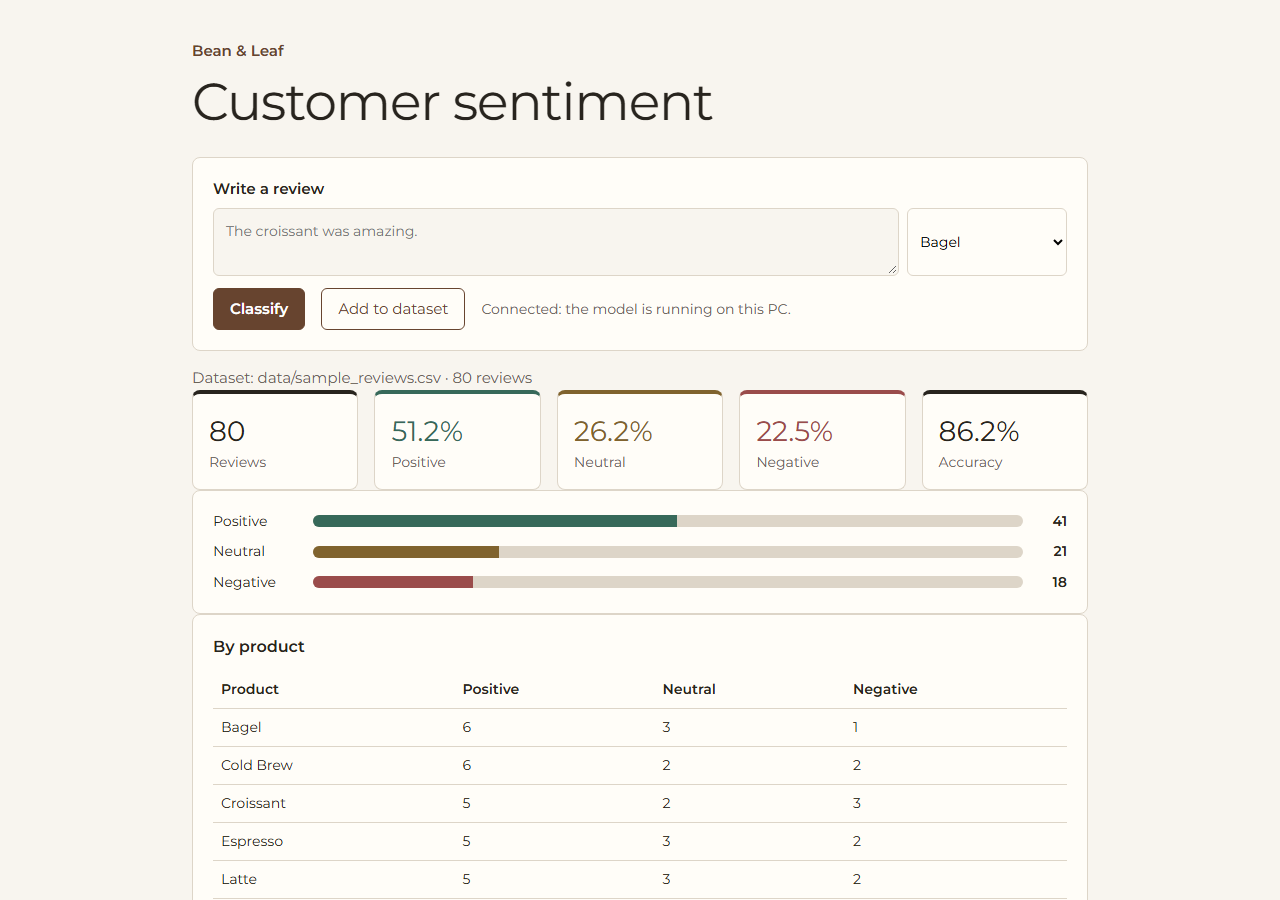 Bean & Leaf
Customer sentiment
Write a review
The croissant was amazing.
Bagel
Classify
Add to dataset
Connected: the model is running on this PC.
Dataset: data/sample_reviews.csv · 80 reviews
80
Reviews
51.2%
Positive
26.2%
Neutral
22.5%
Negative
86.2%
Accuracy
Positive 41
Neutral 21
Negative 18
By product
Product Positive Neutral Negative
Bagel 6 3 1
Cold Brew 6 2 2
Croissant 5 2 3
Espresso 5 3 2
Latte 5 3 2